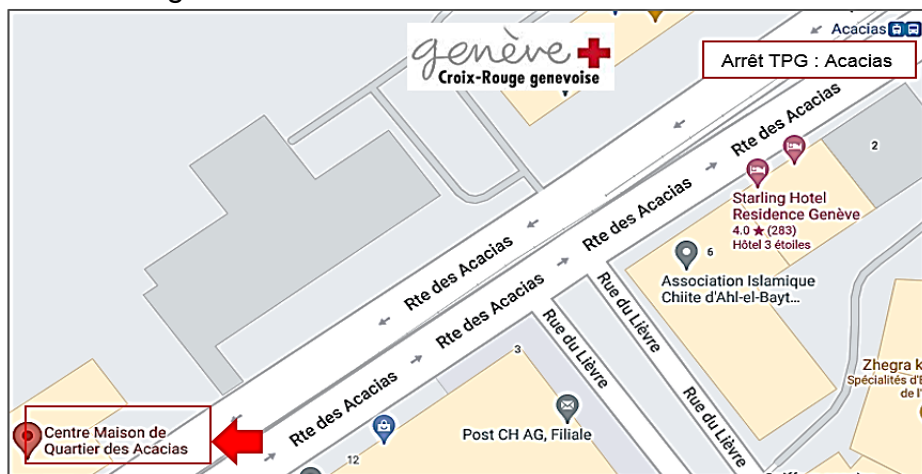 genève
Croix-Rouge genevoise
Acacias
Arrêt TPG : Acacias
Rte des Acacias
2
Starling Hotel
Residence Genève
4.0 ★ (283)
Hôtel 3 étoiles
Rte des Acacias
6
Association Islamique
Chiite d'Ahl-el-Bayt...
Rte des Acacias
Rte des Acacias
Rue du Lièvre
Rue du Lièvre
3
Zhegra k
Spécialités d'E
de l'
Rte des Acacias
Rue du Lièvre
Centre Maison de
Quartier des Acacias
Post CH AG, Filiale
12